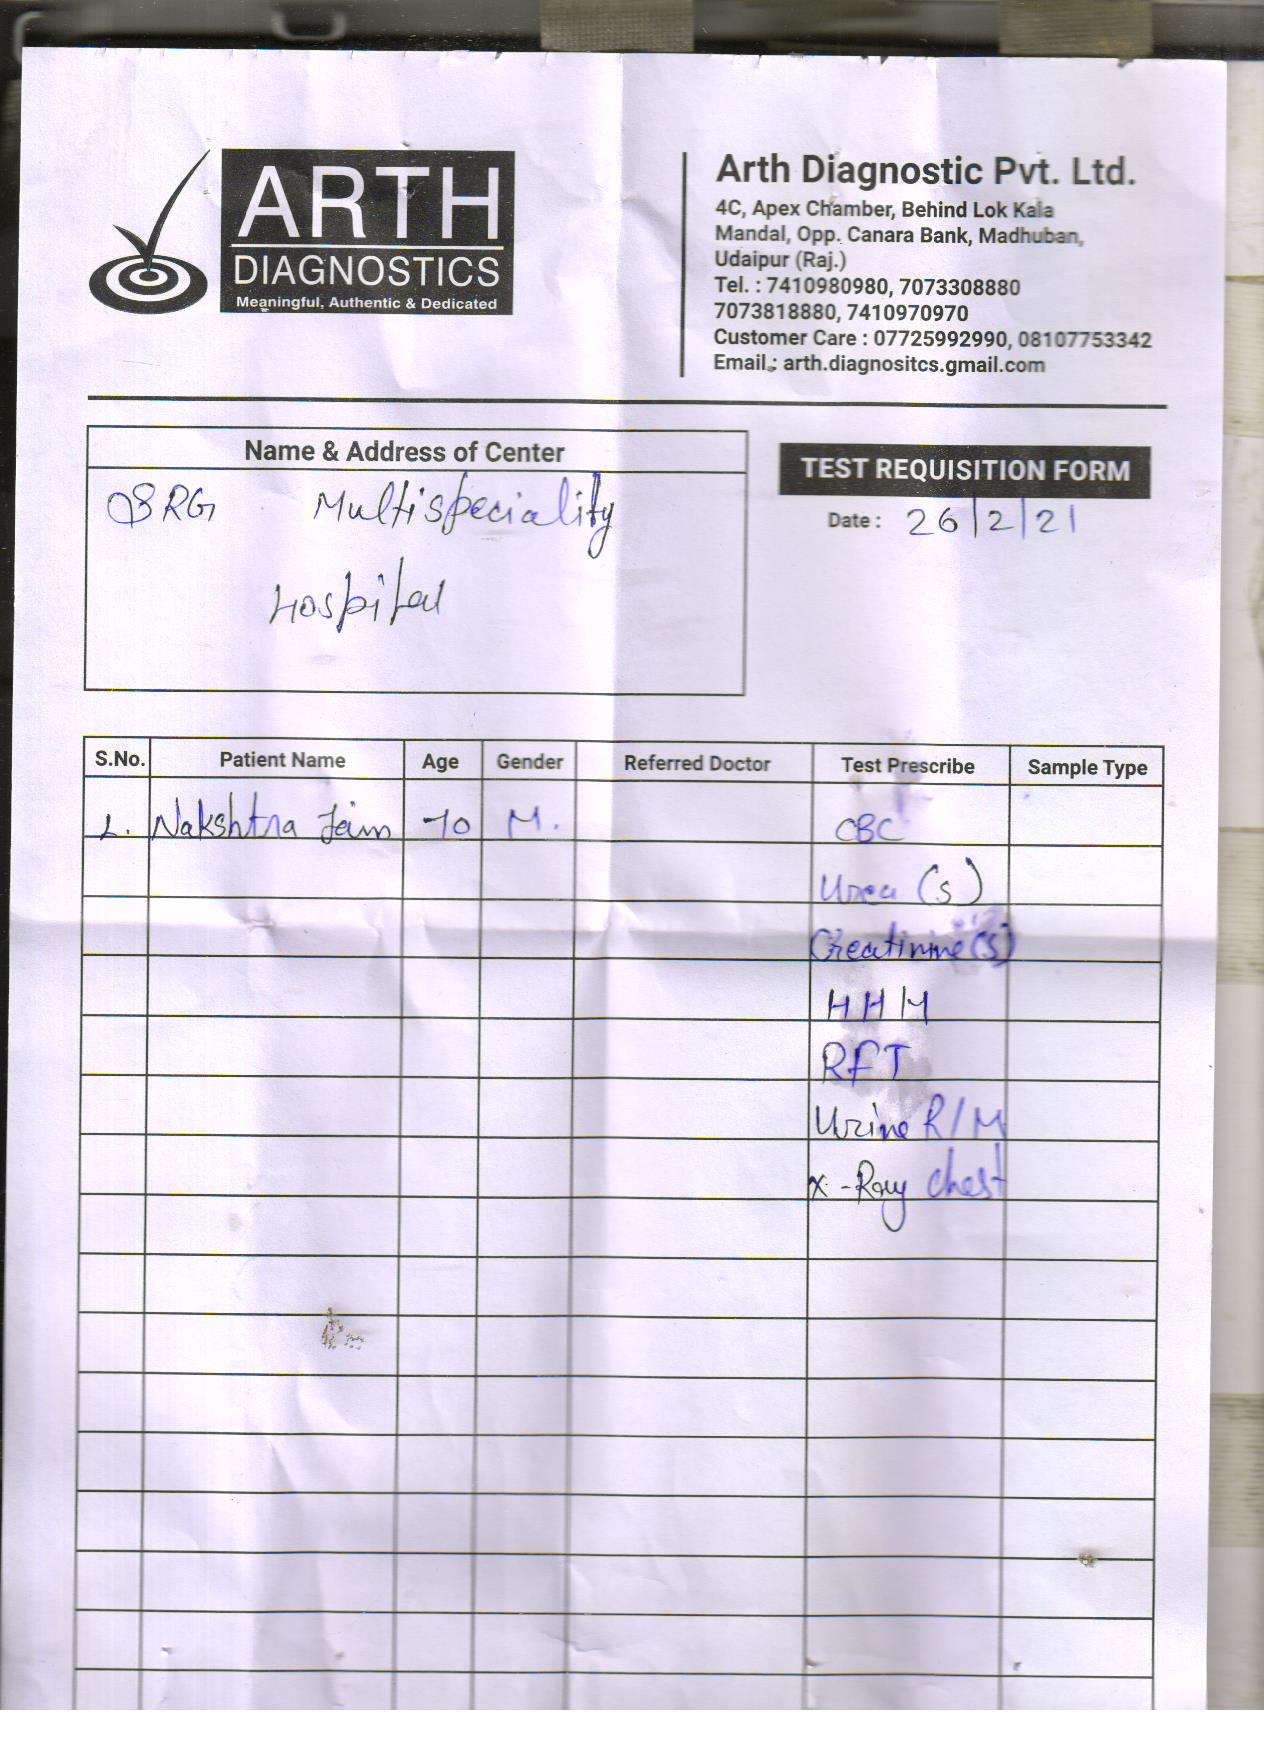 ARTH
DIAGNOSTICS
Meaningful, Authentic & Dedicated
Arth Diagnostic Pvt. Ltd.
4C, Apex Chamber, Behind Lok Kala
Mandal, Opp. Canara Bank, Madhuban,
Udaipur (Raj.)
Tel. : 7410980980, 7073308880
7073818880, 7410970970
Customer Care : 07725992990, 08107753342
Email : arth.diagnositcs.gmail.com
Name & Address of Center
TEST REQUISITION FORM
Multispeciality
Hospital
Date : 26/2/21
S.No. Patient Name Age Gender Referred Doctor Test Prescribe Sample Type
1. Nakshtra Jain 70 M. CBC
Urea (s)
Creatinine (s)
HHM
RFT
Urine R/M
X-Ray chest